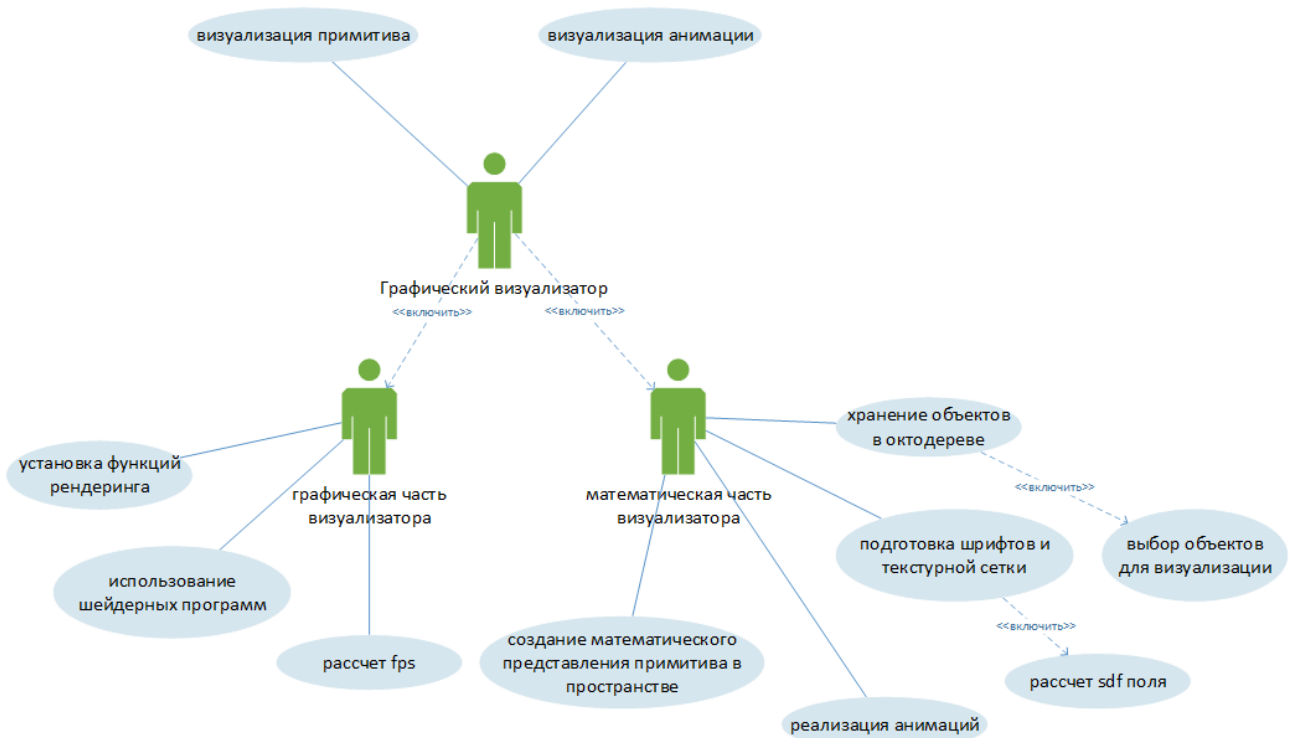 визуализация примитива
визуализация анимации
Графический визуализатор
<<включить>>
<<включить>>
хранение объектов
в октодереве
установка функций
рендеринга
графическая часть
визуализатора
математическая часть
визуализатора
<<включить>>
подготовка шрифтов и
текстурной сетки
выбор объектов
для визуализации
использование
шейдерных программ
<<включить>>
рассчет fps
создание математического
представления примитива в
пространстве
рассчет sdf поля
реализация анимаций